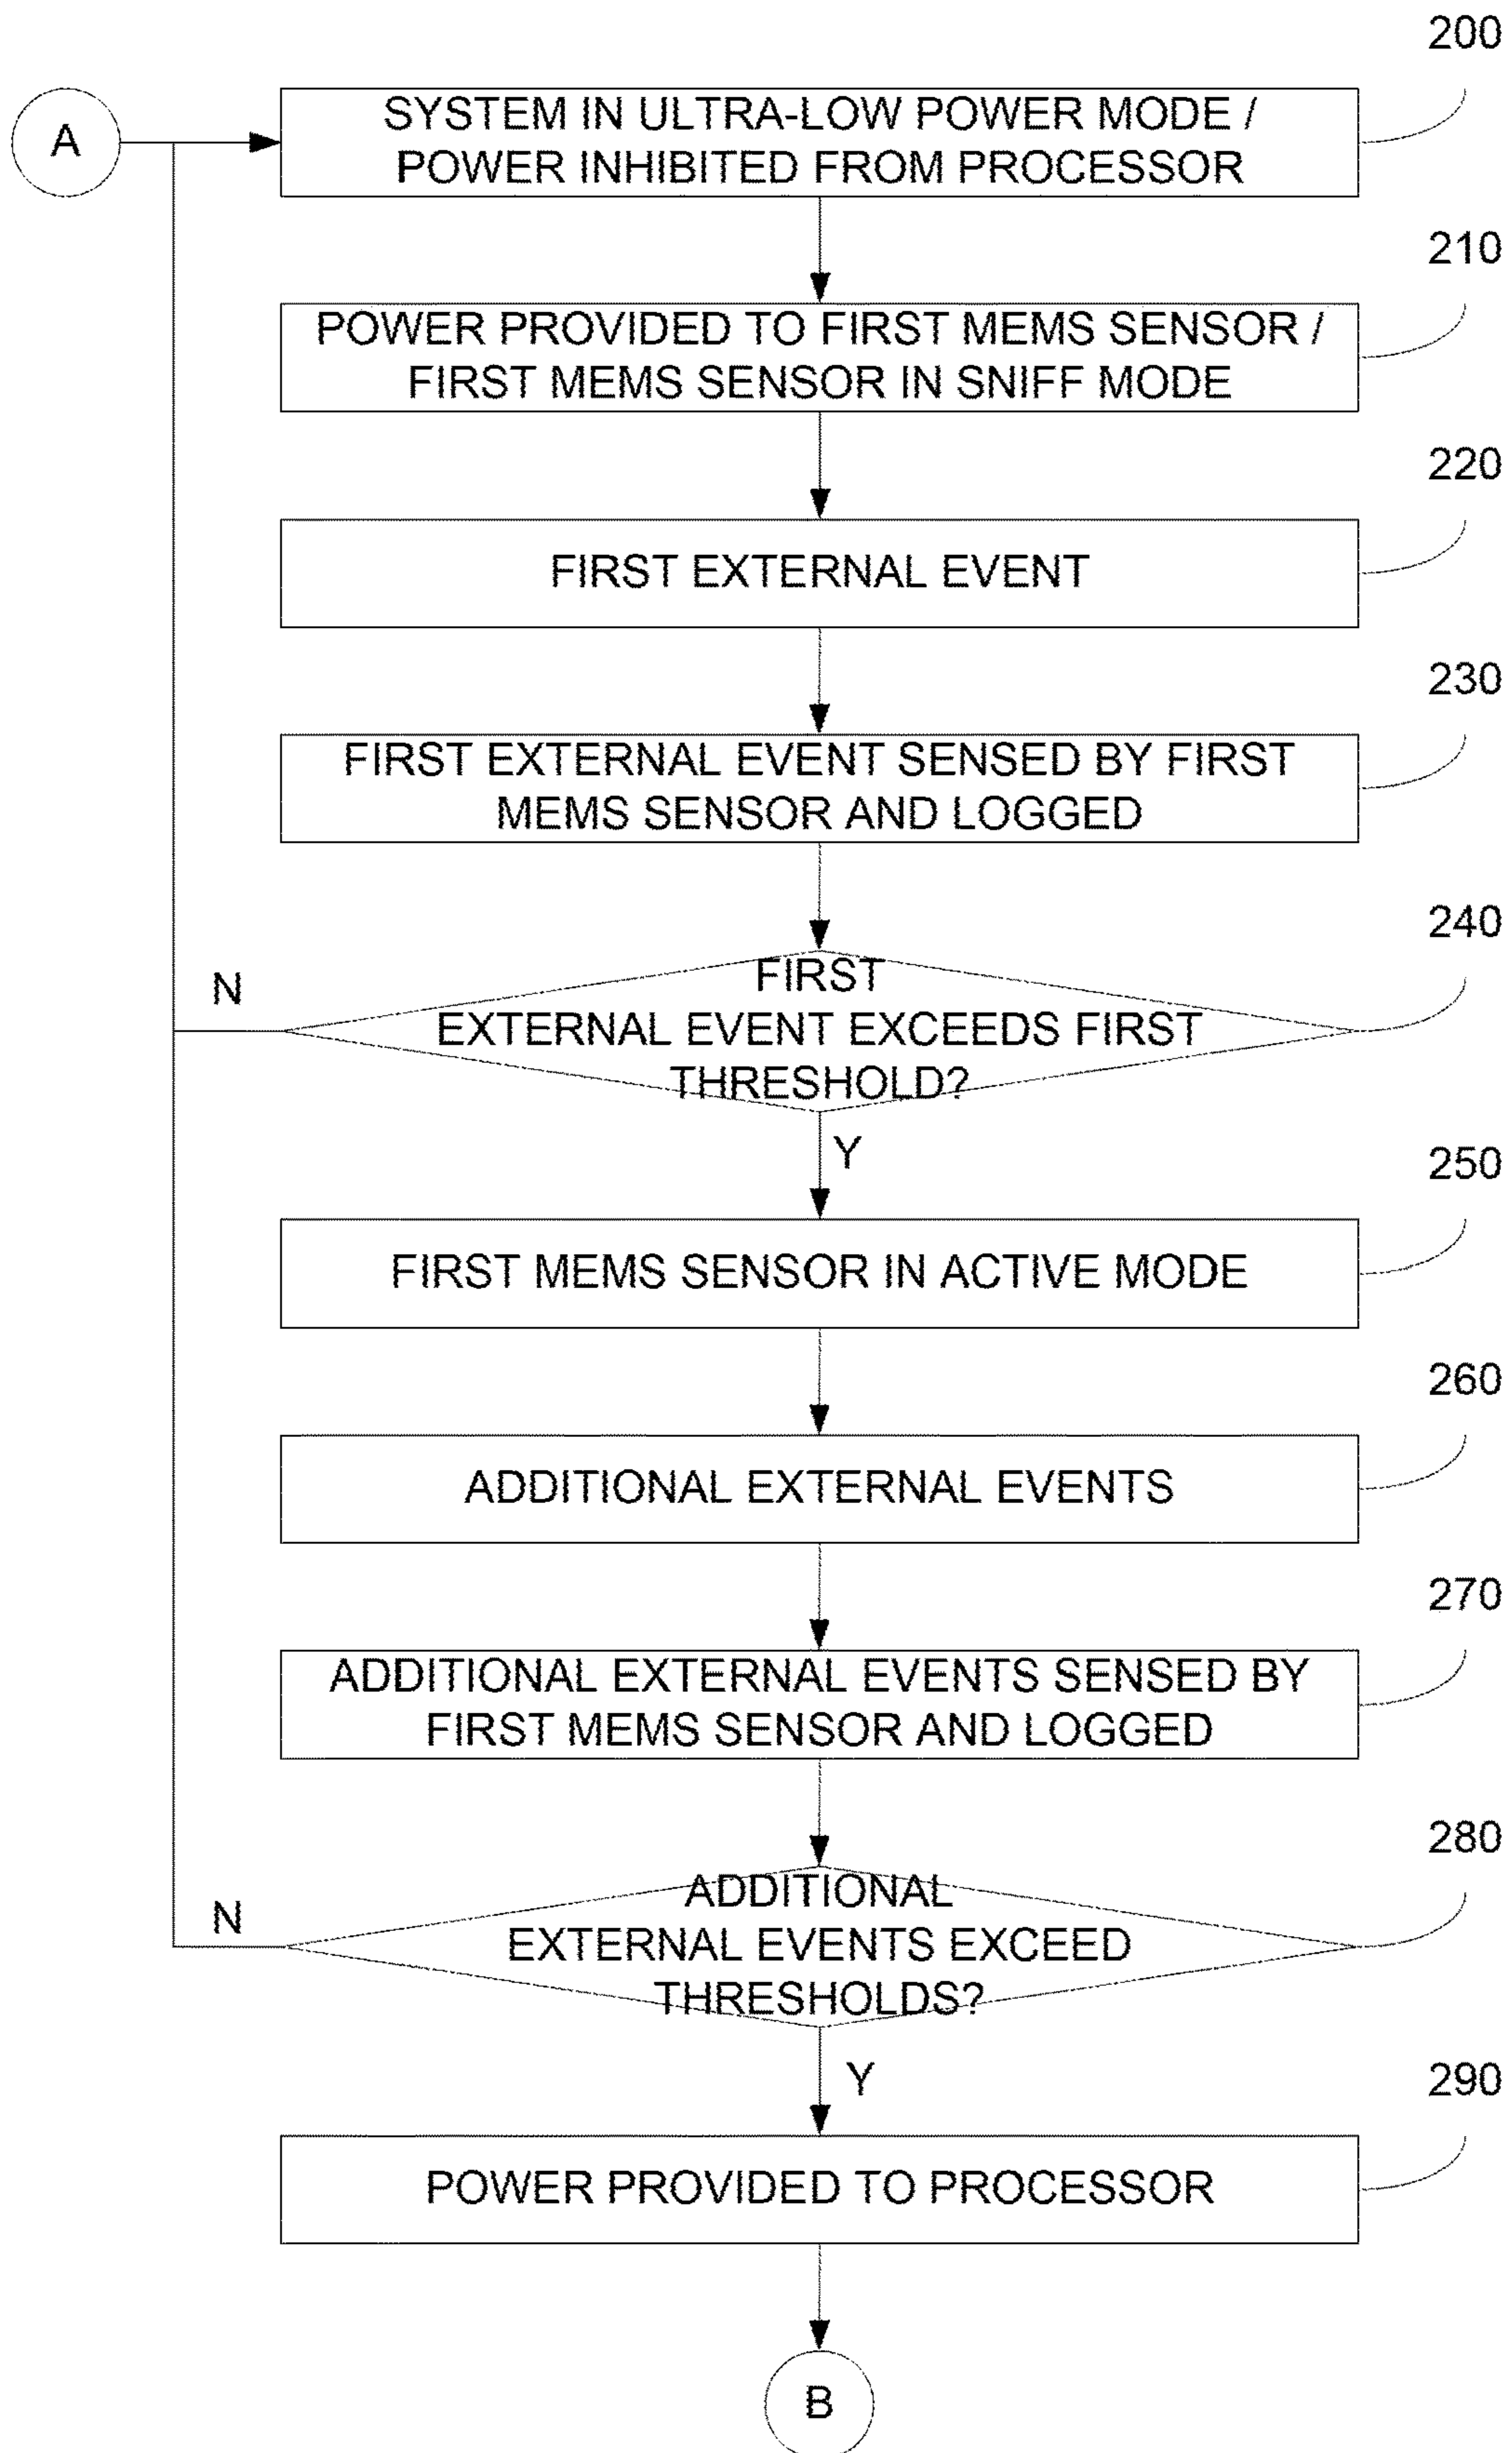 200
A
SYSTEM IN ULTRA-LOW POWER MODE /
POWER INHIBITED FROM PROCESSOR
210
POWER PROVIDED TO FIRST MEMS SENSOR /
FIRST MEMS SENSOR IN SNIFF MODE
220
FIRST EXTERNAL EVENT
230
FIRST EXTERNAL EVENT SENSED BY FIRST
MEMS SENSOR AND LOGGED
240
N
FIRST
EXTERNAL EVENT EXCEEDS FIRST
THRESHOLD?
Y
250
FIRST MEMS SENSOR IN ACTIVE MODE
260
ADDITIONAL EXTERNAL EVENTS
270
ADDITIONAL EXTERNAL EVENTS SENSED BY
FIRST MEMS SENSOR AND LOGGED
280
N
ADDITIONAL
EXTERNAL EVENTS EXCEED
THRESHOLDS?
Y
290
POWER PROVIDED TO PROCESSOR
B